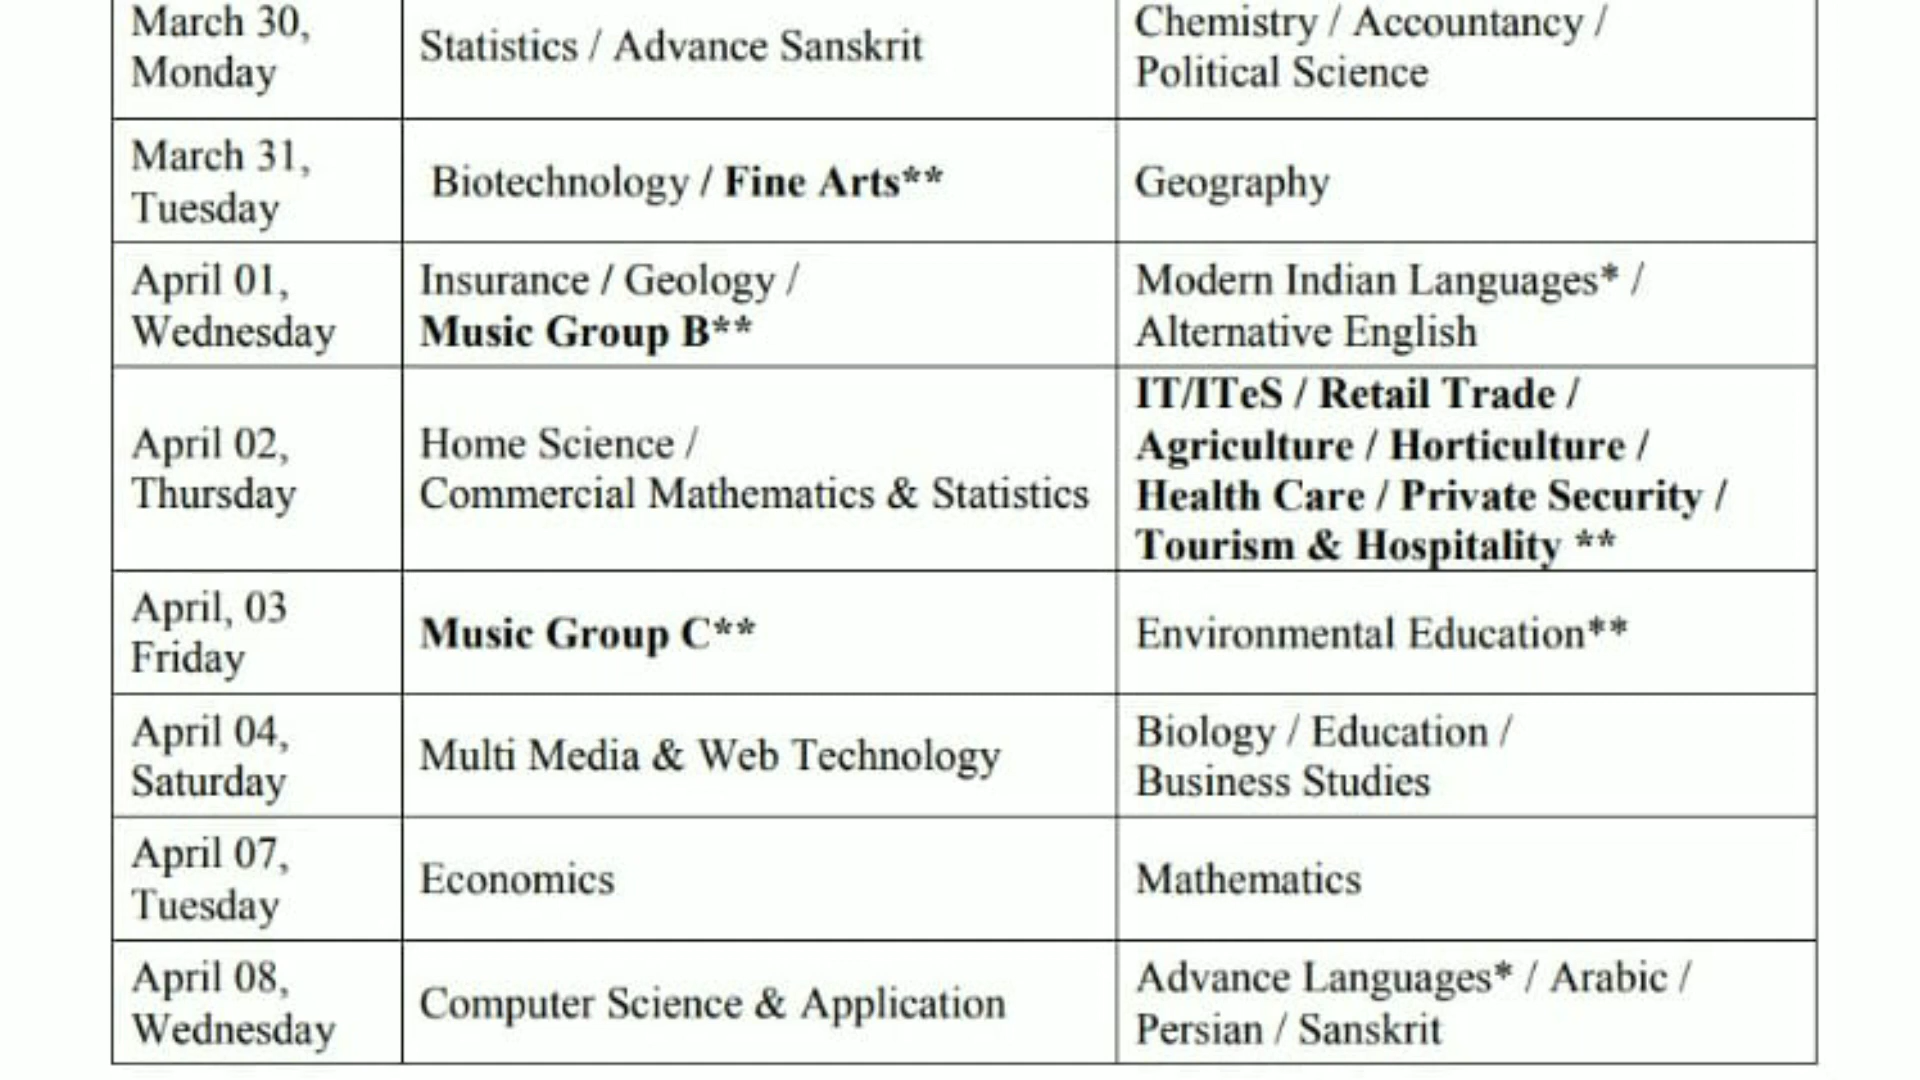 March 30,
Monday
Statistics / Advance Sanskrit
Chemistry / Accountancy /
Political Science
March 31,
Tuesday
Biotechnology / Fine Arts**
Geography
April 01,
Wednesday
Insurance / Geology /
Music Group B**
Modern Indian Languages* /
Alternative English
April 02,
Thursday
Home Science /
Commercial Mathematics & Statistics
IT/ITeS / Retail Trade /
Agriculture / Horticulture /
Health Care / Private Security /
Tourism & Hospitality **
April, 03
Friday
Music Group C**
Environmental Education**
April 04,
Saturday
Multi Media & Web Technology
Biology / Education /
Business Studies
April 07,
Tuesday
Economics
Mathematics
April 08,
Wednesday
Computer Science & Application
Advance Languages* / Arabic /
Persian / Sanskrit